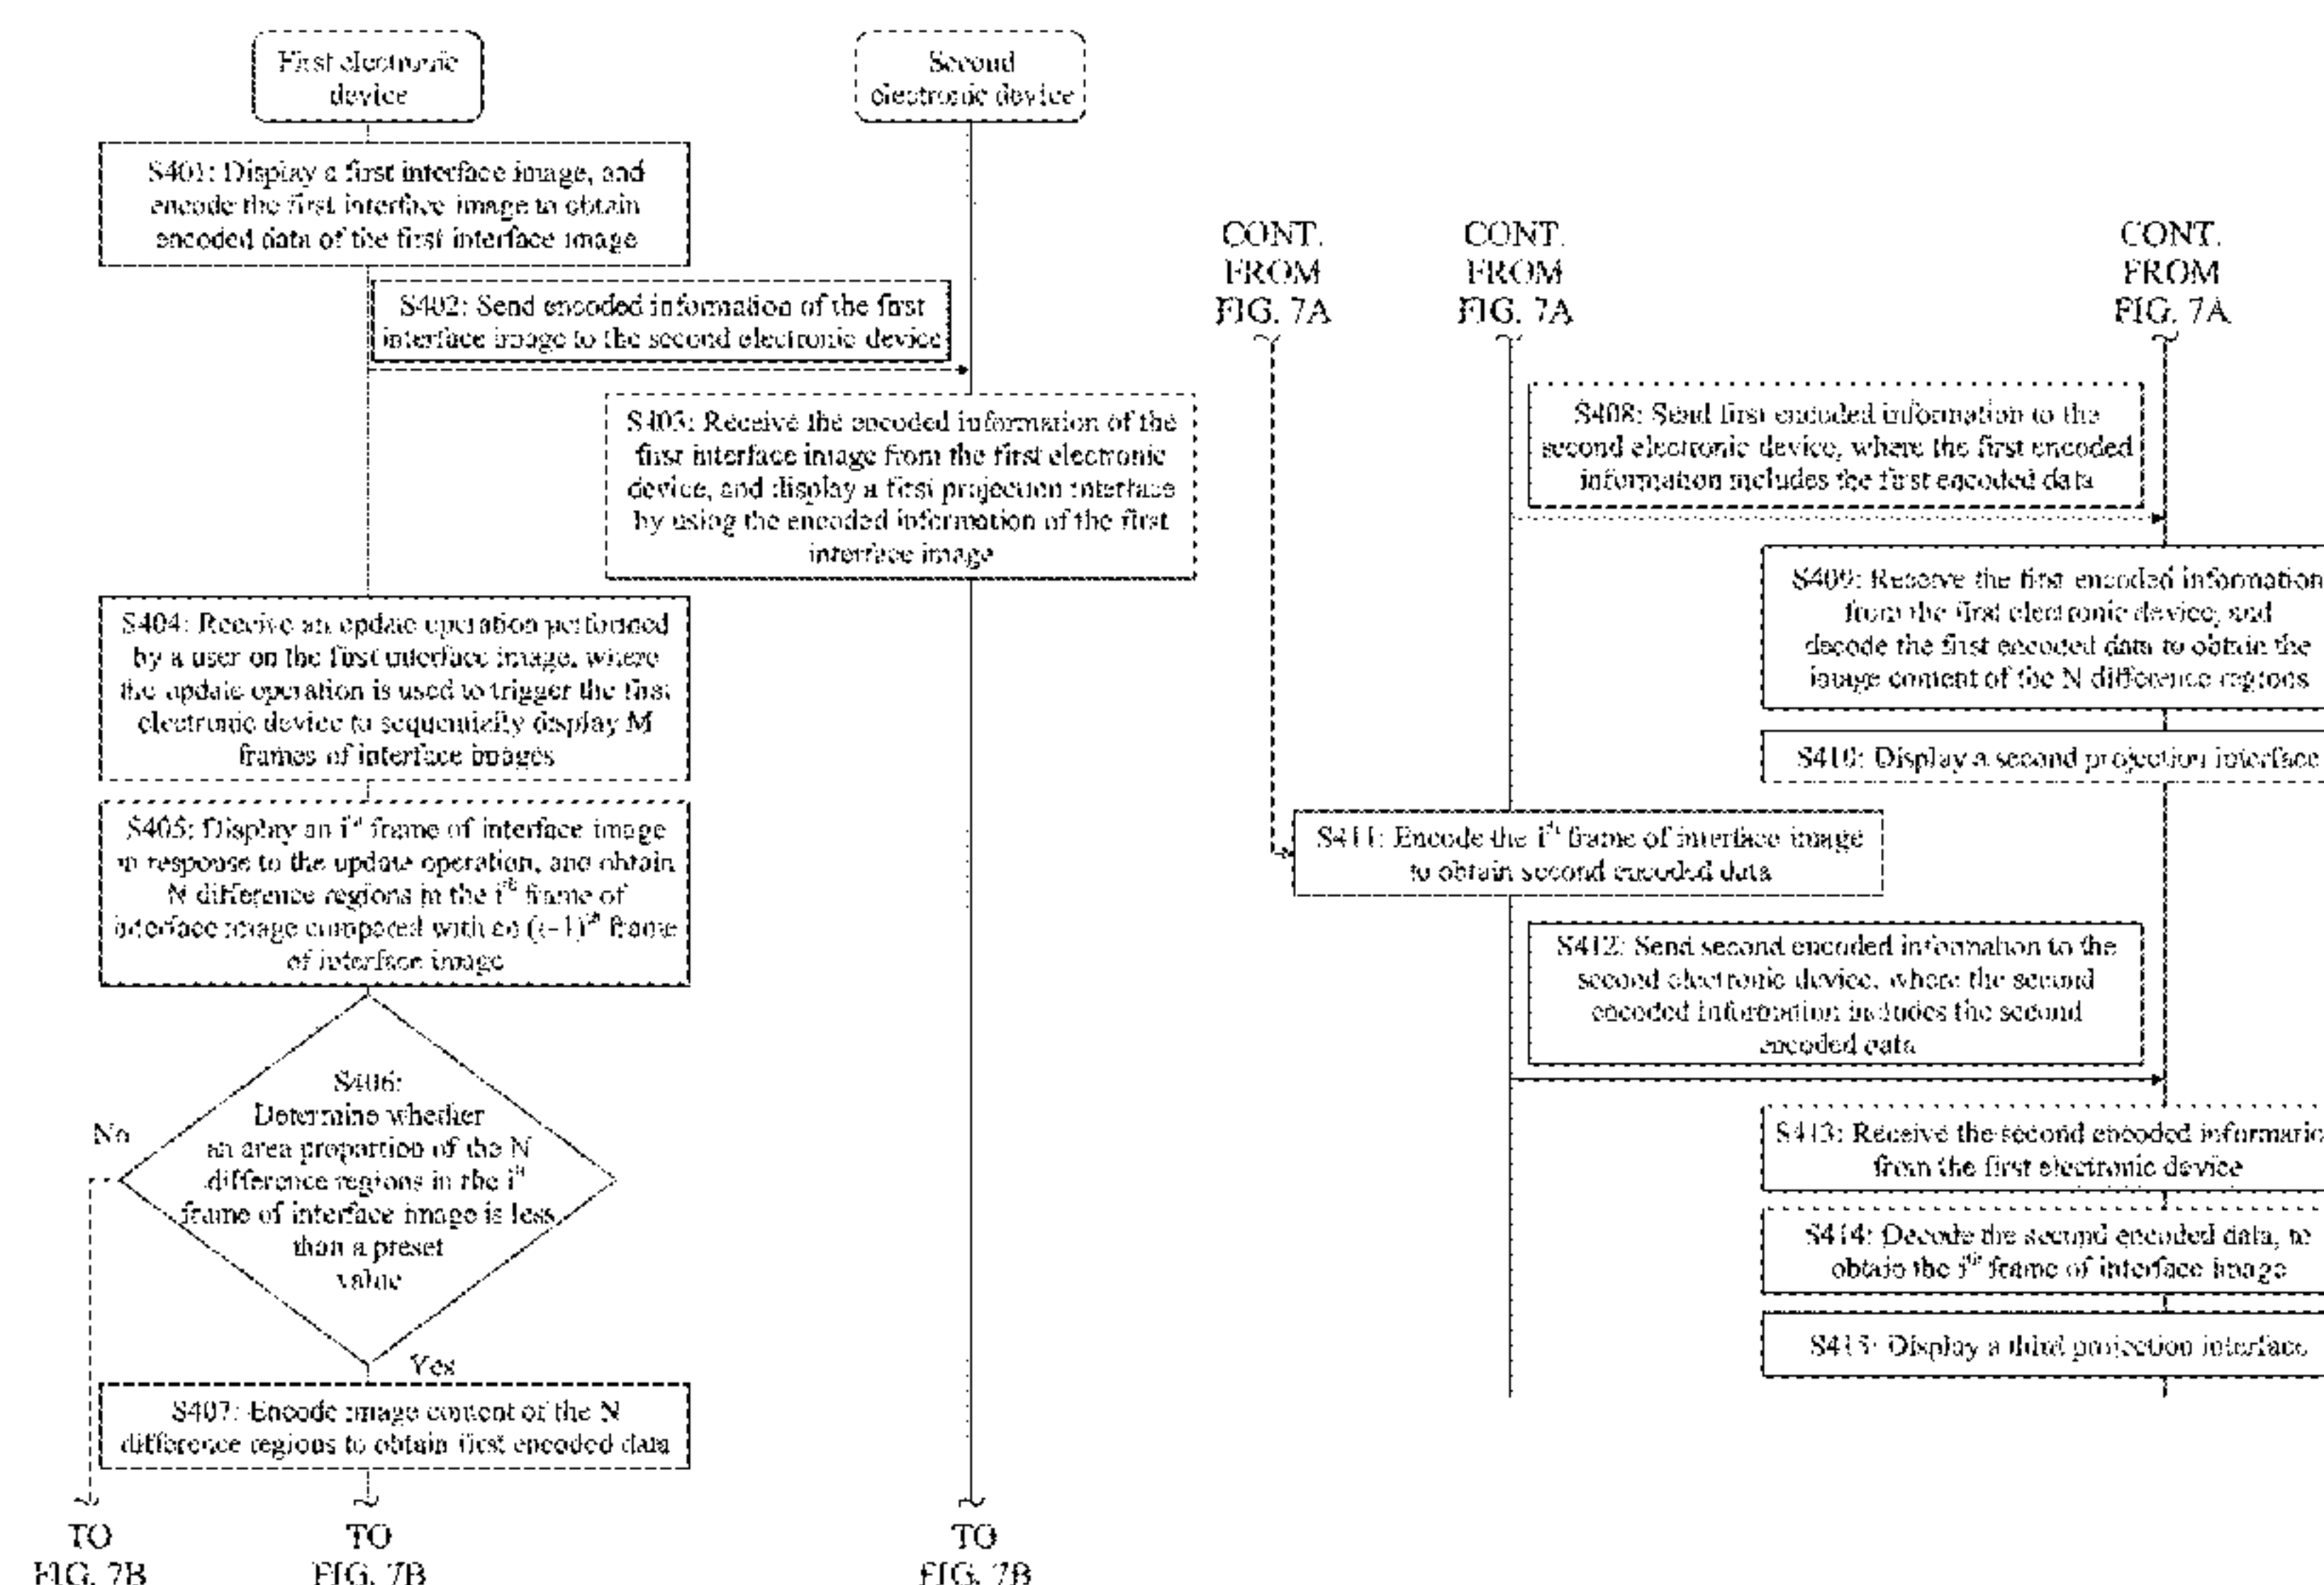 First electronic
device
Second
electronic device
S401: Display a first interface image, and
encode the first interface image to obtain
encoded data of the first interface image
S402: Send encoded information of the first
interface image to the second electronic device
S403: Receive the encoded information of the
first interface image from the first electronic
device, and display a first projection interface
by using the encoded information of the first
interface image
S404: Receive an update operation performed
by a user on the first interface image, where
the update operation is used to trigger the first
electronic device to sequentially display M
frames of interface images
S405: Display an i^th frame of interface image
in response to the update operation, and obtain
N difference regions in the i^th frame of
interface image compared with an (i–1)^th frame
of interface image
S406:
Determine whether
an area proportion of the N
difference regions in the i^th
frame of interface image is less
than a preset
value
No
Yes
S407: Encode image content of the N
difference regions to obtain first encoded data
TO
FIG. 7B
TO
FIG. 7B
TO
FIG. 7B
CONT.
FROM
FIG. 7A
CONT.
FROM
FIG. 7A
CONT.
FROM
FIG. 7A
S408: Send first encoded information to the
second electronic device, where the first encoded
information includes the first encoded data
S409: Receive the first encoded information
from the first electronic device, and
decode the first encoded data to obtain the
image content of the N difference regions
S410: Display a second projection interface
S411: Encode the i^th frame of interface image
to obtain second encoded data
S412: Send second encoded information to the
second electronic device, where the second
encoded information includes the second
encoded data
S413: Receive the second encoded informatio
from the first electronic device
S414: Decode the second encoded data, to
obtain the i^th frame of interface image
S415: Display a third projection interface